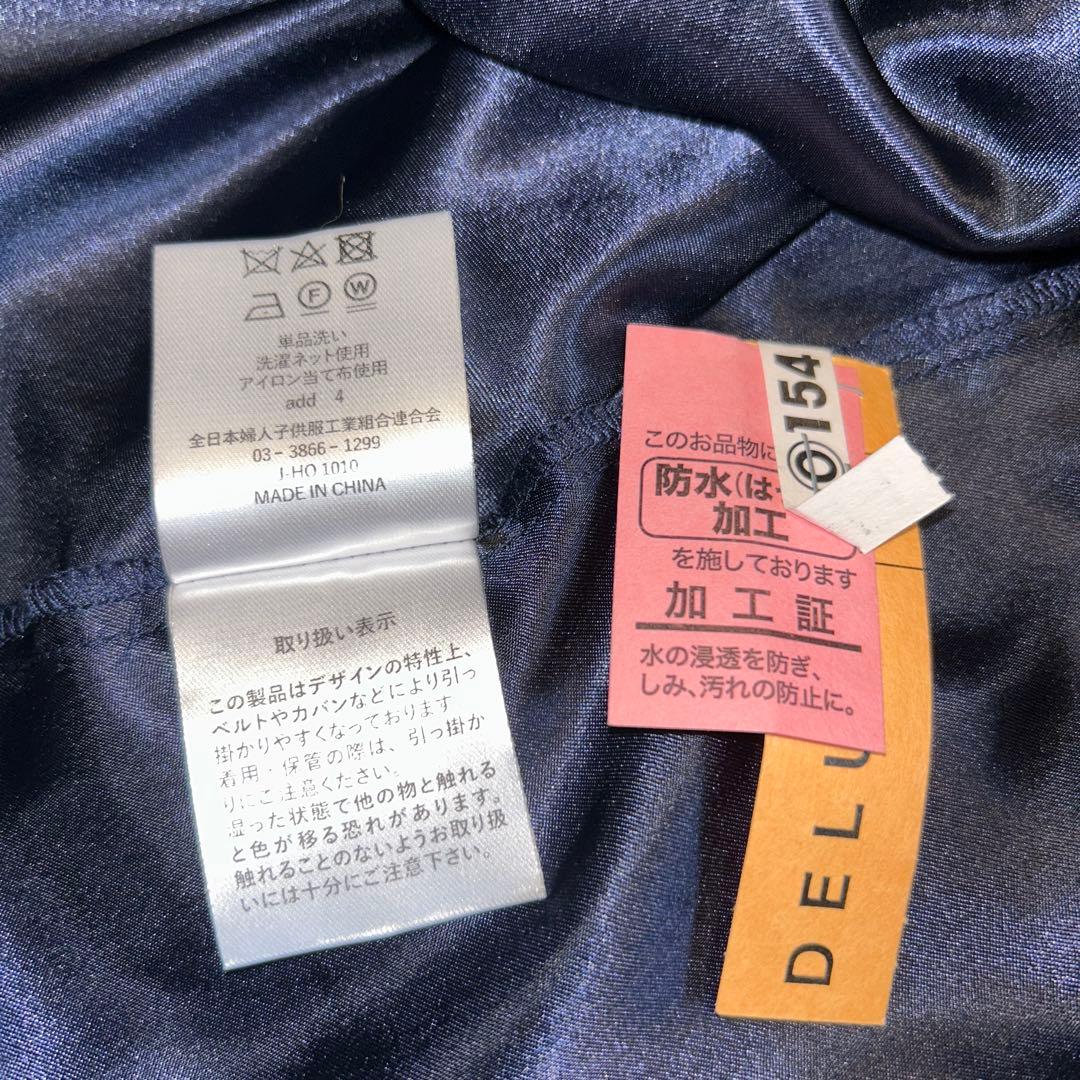 F W
単品洗い
洗濯ネット使用
アイロン当て布使用
add 4
全日本婦人子供服工業組合連合会
03-3866-1299
J-HO 1010
MADE IN CHINA
取り扱い表示
この製品はデザインの特性上、
ベルトやカバンなどにより引っ
掛かりやすくなっております
着用・保管の際は、引っ掛か
りにご注意ください。
湿った状態で他の物と触れる
と色が移る恐れがあります。
触れることのないようお取り扱
いには十分にご注意下さい。
154
このお品物に
防水(は
加工
を施しております
加工証
水の浸透を防ぎ、
しみ、汚れの防止に。
DELU